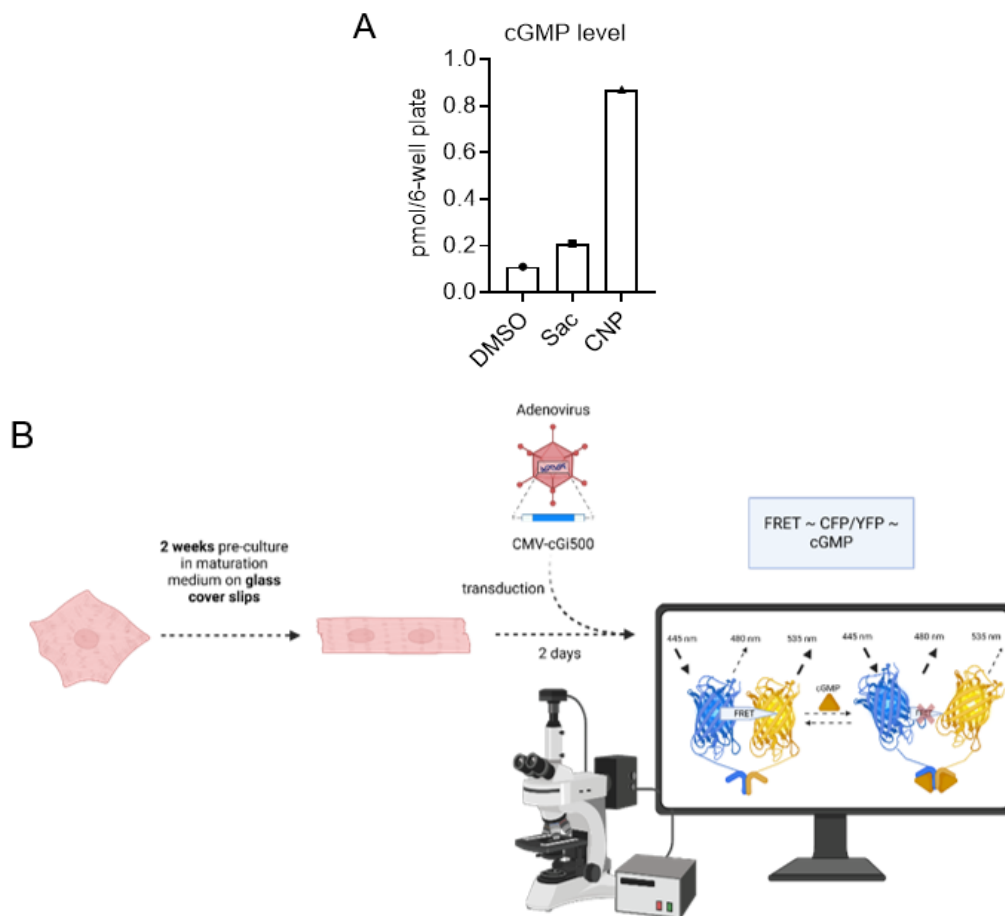 A
cGMP level
pmol/6-well plate
1.0
0.8
0.6
0.4
0.2
0.0
DMSO
Sac
CNP
B
Adenovirus
CMV-cGi500
2 weeks pre-culture
in maturation
medium on glass
cover slips
transduction
2 days
FRET ~ CFP/YFP ~
cGMP
445 nm
480 nm
535 nm
445 nm
480 nm
535 nm
FRET
cGMP
FRET